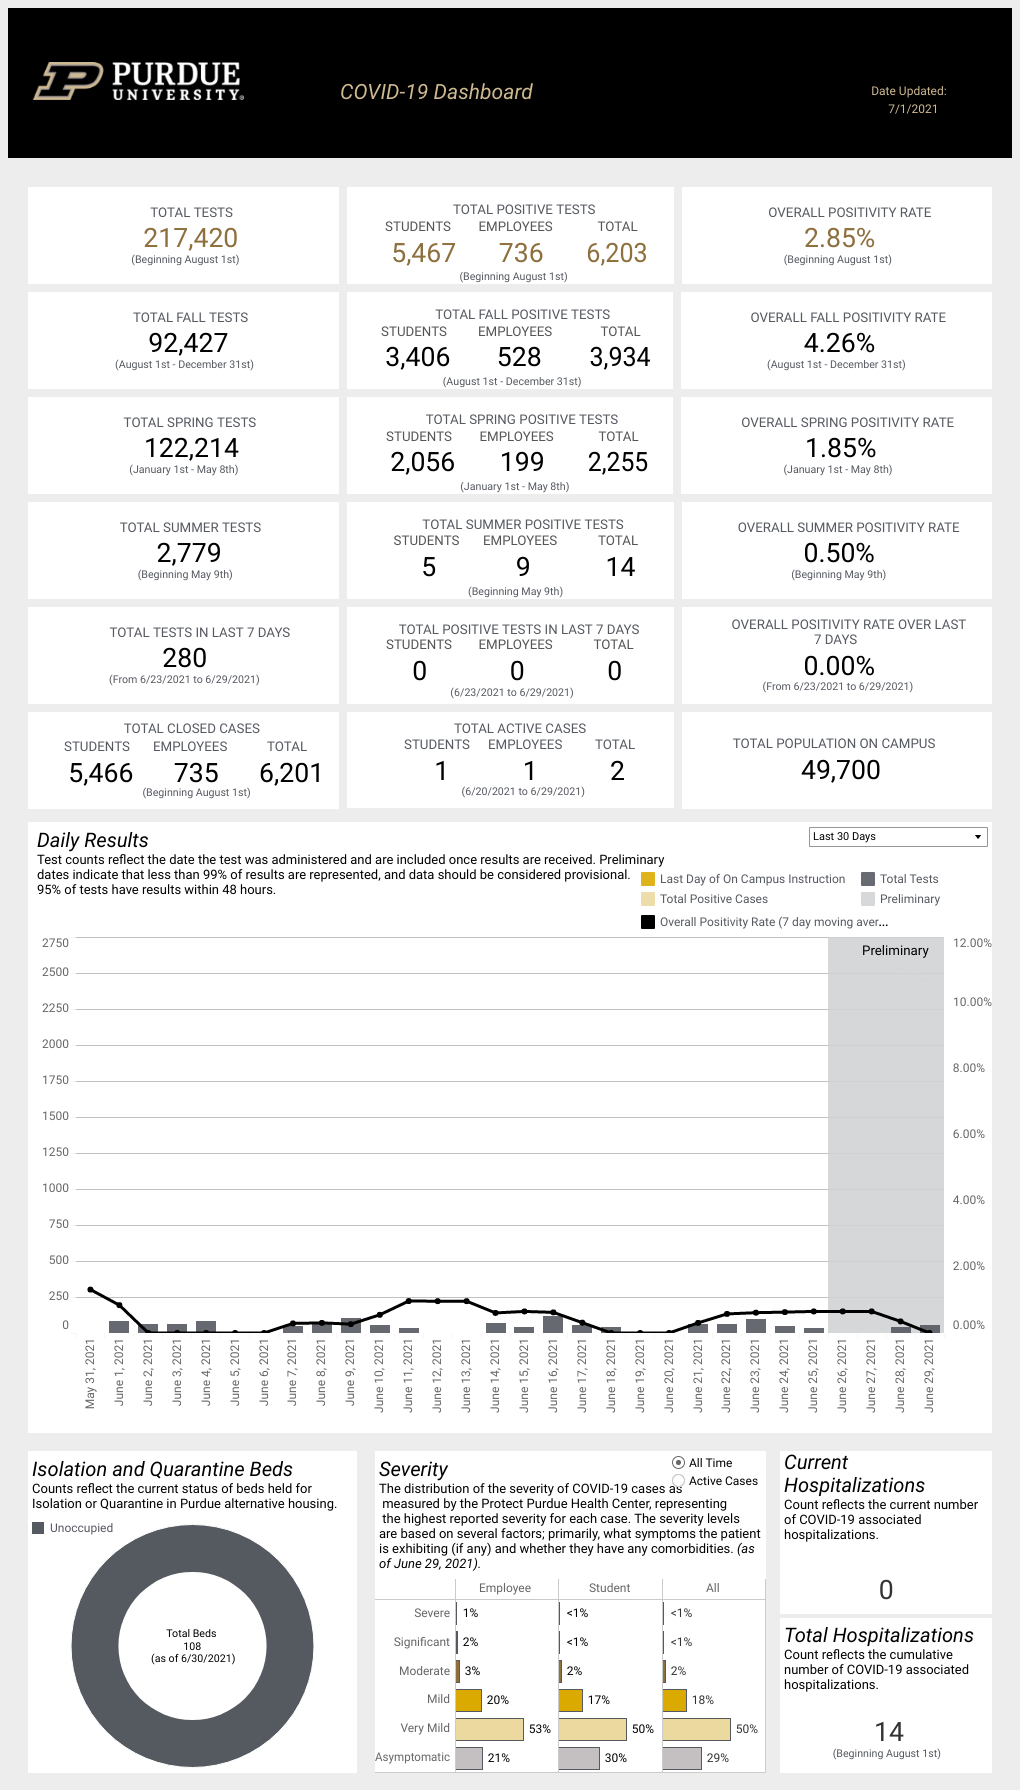 PURDUE
UNIVERSITY®
COVID-19 Dashboard
Date Updated:
7/1/2021
TOTAL TESTS
217,420
(Beginning August 1st)
TOTAL POSITIVE TESTS
STUDENTS EMPLOYEES TOTAL
5,467 736 6,203
(Beginning August 1st)
OVERALL POSITIVITY RATE
2.85%
(Beginning August 1st)
TOTAL FALL TESTS
92,427
(August 1st - December 31st)
TOTAL FALL POSITIVE TESTS
STUDENTS EMPLOYEES TOTAL
3,406 528 3,934
(August 1st - December 31st)
OVERALL FALL POSITIVITY RATE
4.26%
(August 1st - December 31st)
TOTAL SPRING TESTS
122,214
(January 1st - May 8th)
TOTAL SPRING POSITIVE TESTS
STUDENTS EMPLOYEES TOTAL
2,056 199 2,255
(January 1st - May 8th)
OVERALL SPRING POSITIVITY RATE
1.85%
(January 1st - May 8th)
TOTAL SUMMER TESTS
2,779
(Beginning May 9th)
TOTAL SUMMER POSITIVE TESTS
STUDENTS EMPLOYEES TOTAL
5 9 14
(Beginning May 9th)
OVERALL SUMMER POSITIVITY RATE
0.50%
(Beginning May 9th)
TOTAL TESTS IN LAST 7 DAYS
280
(From 6/23/2021 to 6/29/2021)
TOTAL POSITIVE TESTS IN LAST 7 DAYS
STUDENTS EMPLOYEES TOTAL
0 0 0
(6/23/2021 to 6/29/2021)
OVERALL POSITIVITY RATE OVER LAST
7 DAYS
0.00%
(From 6/23/2021 to 6/29/2021)
TOTAL CLOSED CASES
STUDENTS EMPLOYEES TOTAL
5,466 735 6,201
(Beginning August 1st)
TOTAL ACTIVE CASES
STUDENTS EMPLOYEES TOTAL
1 1 2
(6/20/2021 to 6/29/2021)
TOTAL POPULATION ON CAMPUS
49,700
Daily Results
Last 30 Days
Test counts reflect the date the test was administered and are included once results are received. Preliminary
dates indicate that less than 99% of results are represented, and data should be considered provisional.
95% of tests have results within 48 hours.
Last Day of On Campus Instruction
Total Tests
Total Positive Cases
Preliminary
Overall Positivity Rate (7 day moving aver...
Preliminary
2750
2500
2250
2000
1750
1500
1250
1000
750
500
250
0
12.00%
10.00%
8.00%
6.00%
4.00%
2.00%
0.00%
May 31, 2021
June 1, 2021
June 2, 2021
June 3, 2021
June 4, 2021
June 5, 2021
June 6, 2021
June 7, 2021
June 8, 2021
June 9, 2021
June 10, 2021
June 11, 2021
June 12, 2021
June 13, 2021
June 14, 2021
June 15, 2021
June 16, 2021
June 17, 2021
June 18, 2021
June 19, 2021
June 20, 2021
June 21, 2021
June 22, 2021
June 23, 2021
June 24, 2021
June 25, 2021
June 26, 2021
June 27, 2021
June 28, 2021
June 29, 2021
Isolation and Quarantine Beds
Counts reflect the current status of beds held for
Isolation or Quarantine in Purdue alternative housing.
Unoccupied
Total Beds
108
(as of 6/30/2021)
Severity
All Time
Active Cases
The distribution of the severity of COVID-19 cases as
measured by the Protect Purdue Health Center, representing
the highest reported severity for each case. The severity levels
are based on several factors; primarily, what symptoms the patient
is exhibiting (if any) and whether they have any comorbidities. (as
of June 29, 2021).
Employee Student All
Severe 1% <1% <1%
Significant 2% <1% <1%
Moderate 3% 2% 2%
Mild 20% 17% 18%
Very Mild 53% 50% 50%
Asymptomatic 21% 30% 29%
Current
Hospitalizations
Count reflects the current number
of COVID-19 associated
hospitalizations.
0
Total Hospitalizations
Count reflects the cumulative
number of COVID-19 associated
hospitalizations.
14
(Beginning August 1st)